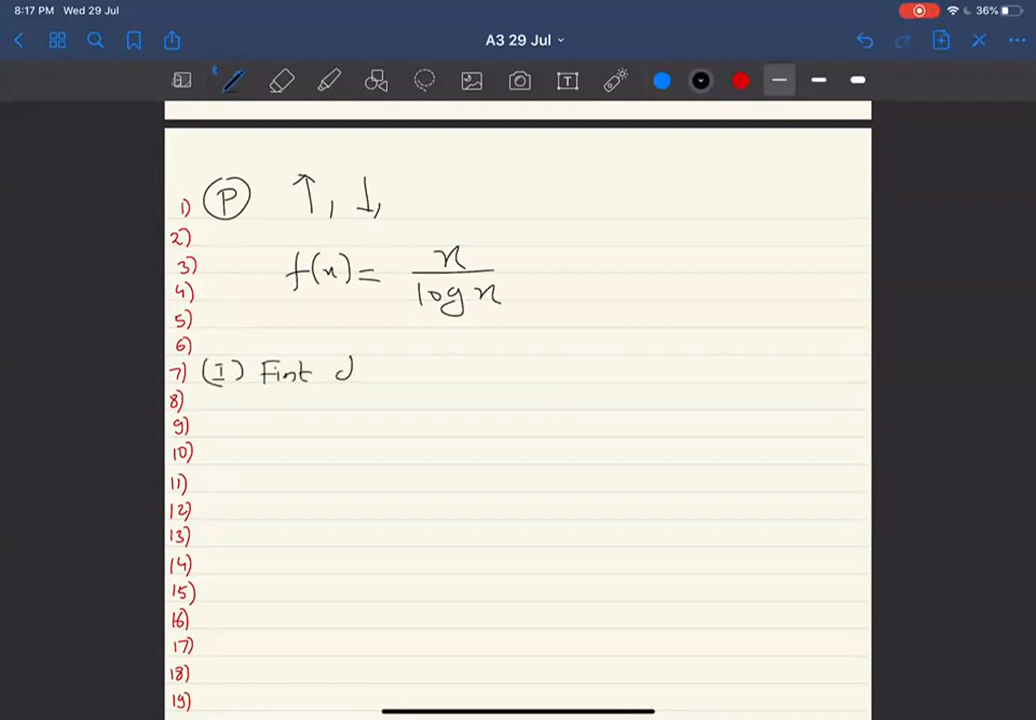 8:17 PM Wed 29 Jul
36%
A3 29 Jul
T
1) P ↑, ↓,
2)
3) f(x) = x / log x
4)
5)
6)
7) (I) Fint d
8)
9)
10)
11)
12)
13)
14)
15)
16)
17)
18)
19)